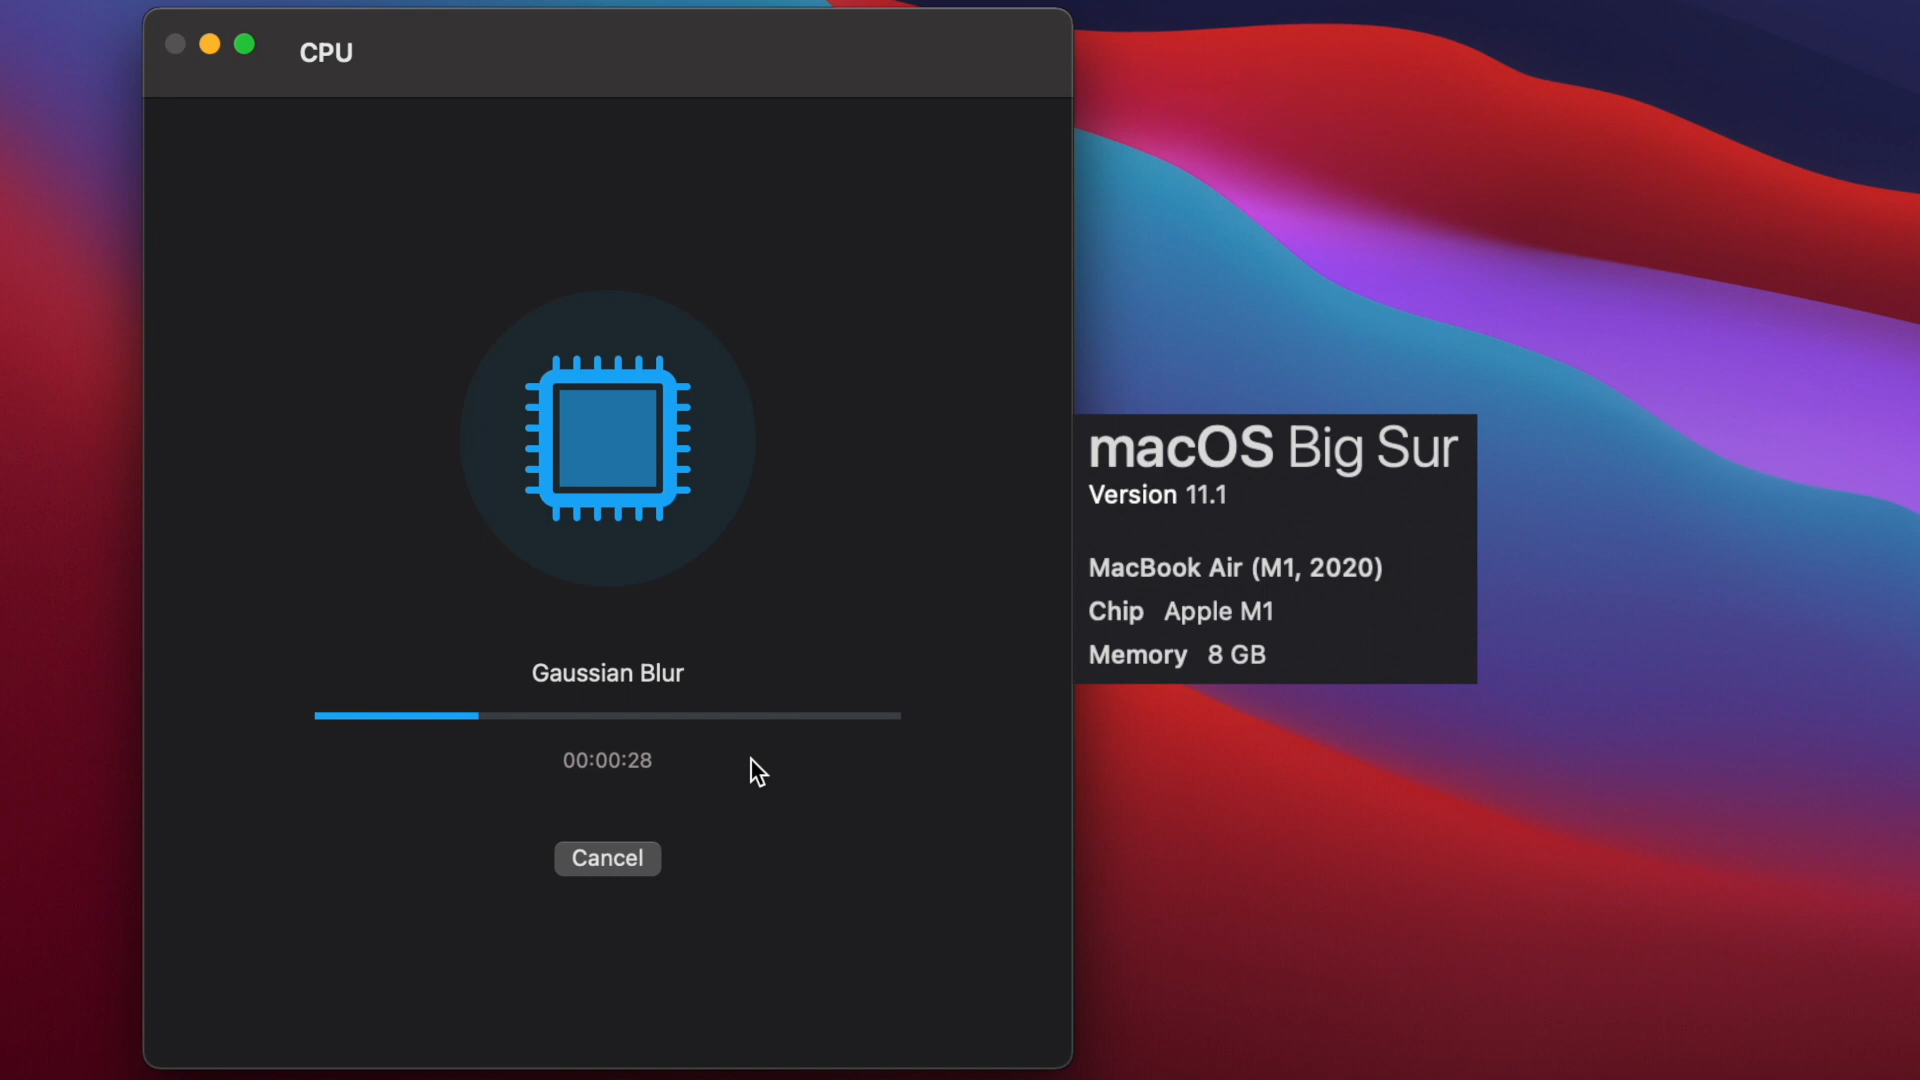 CPU
Gaussian Blur
00:00:28
Cancel
macOS Big Sur
Version 11.1
MacBook Air (M1, 2020)
Chip Apple M1
Memory 8 GB